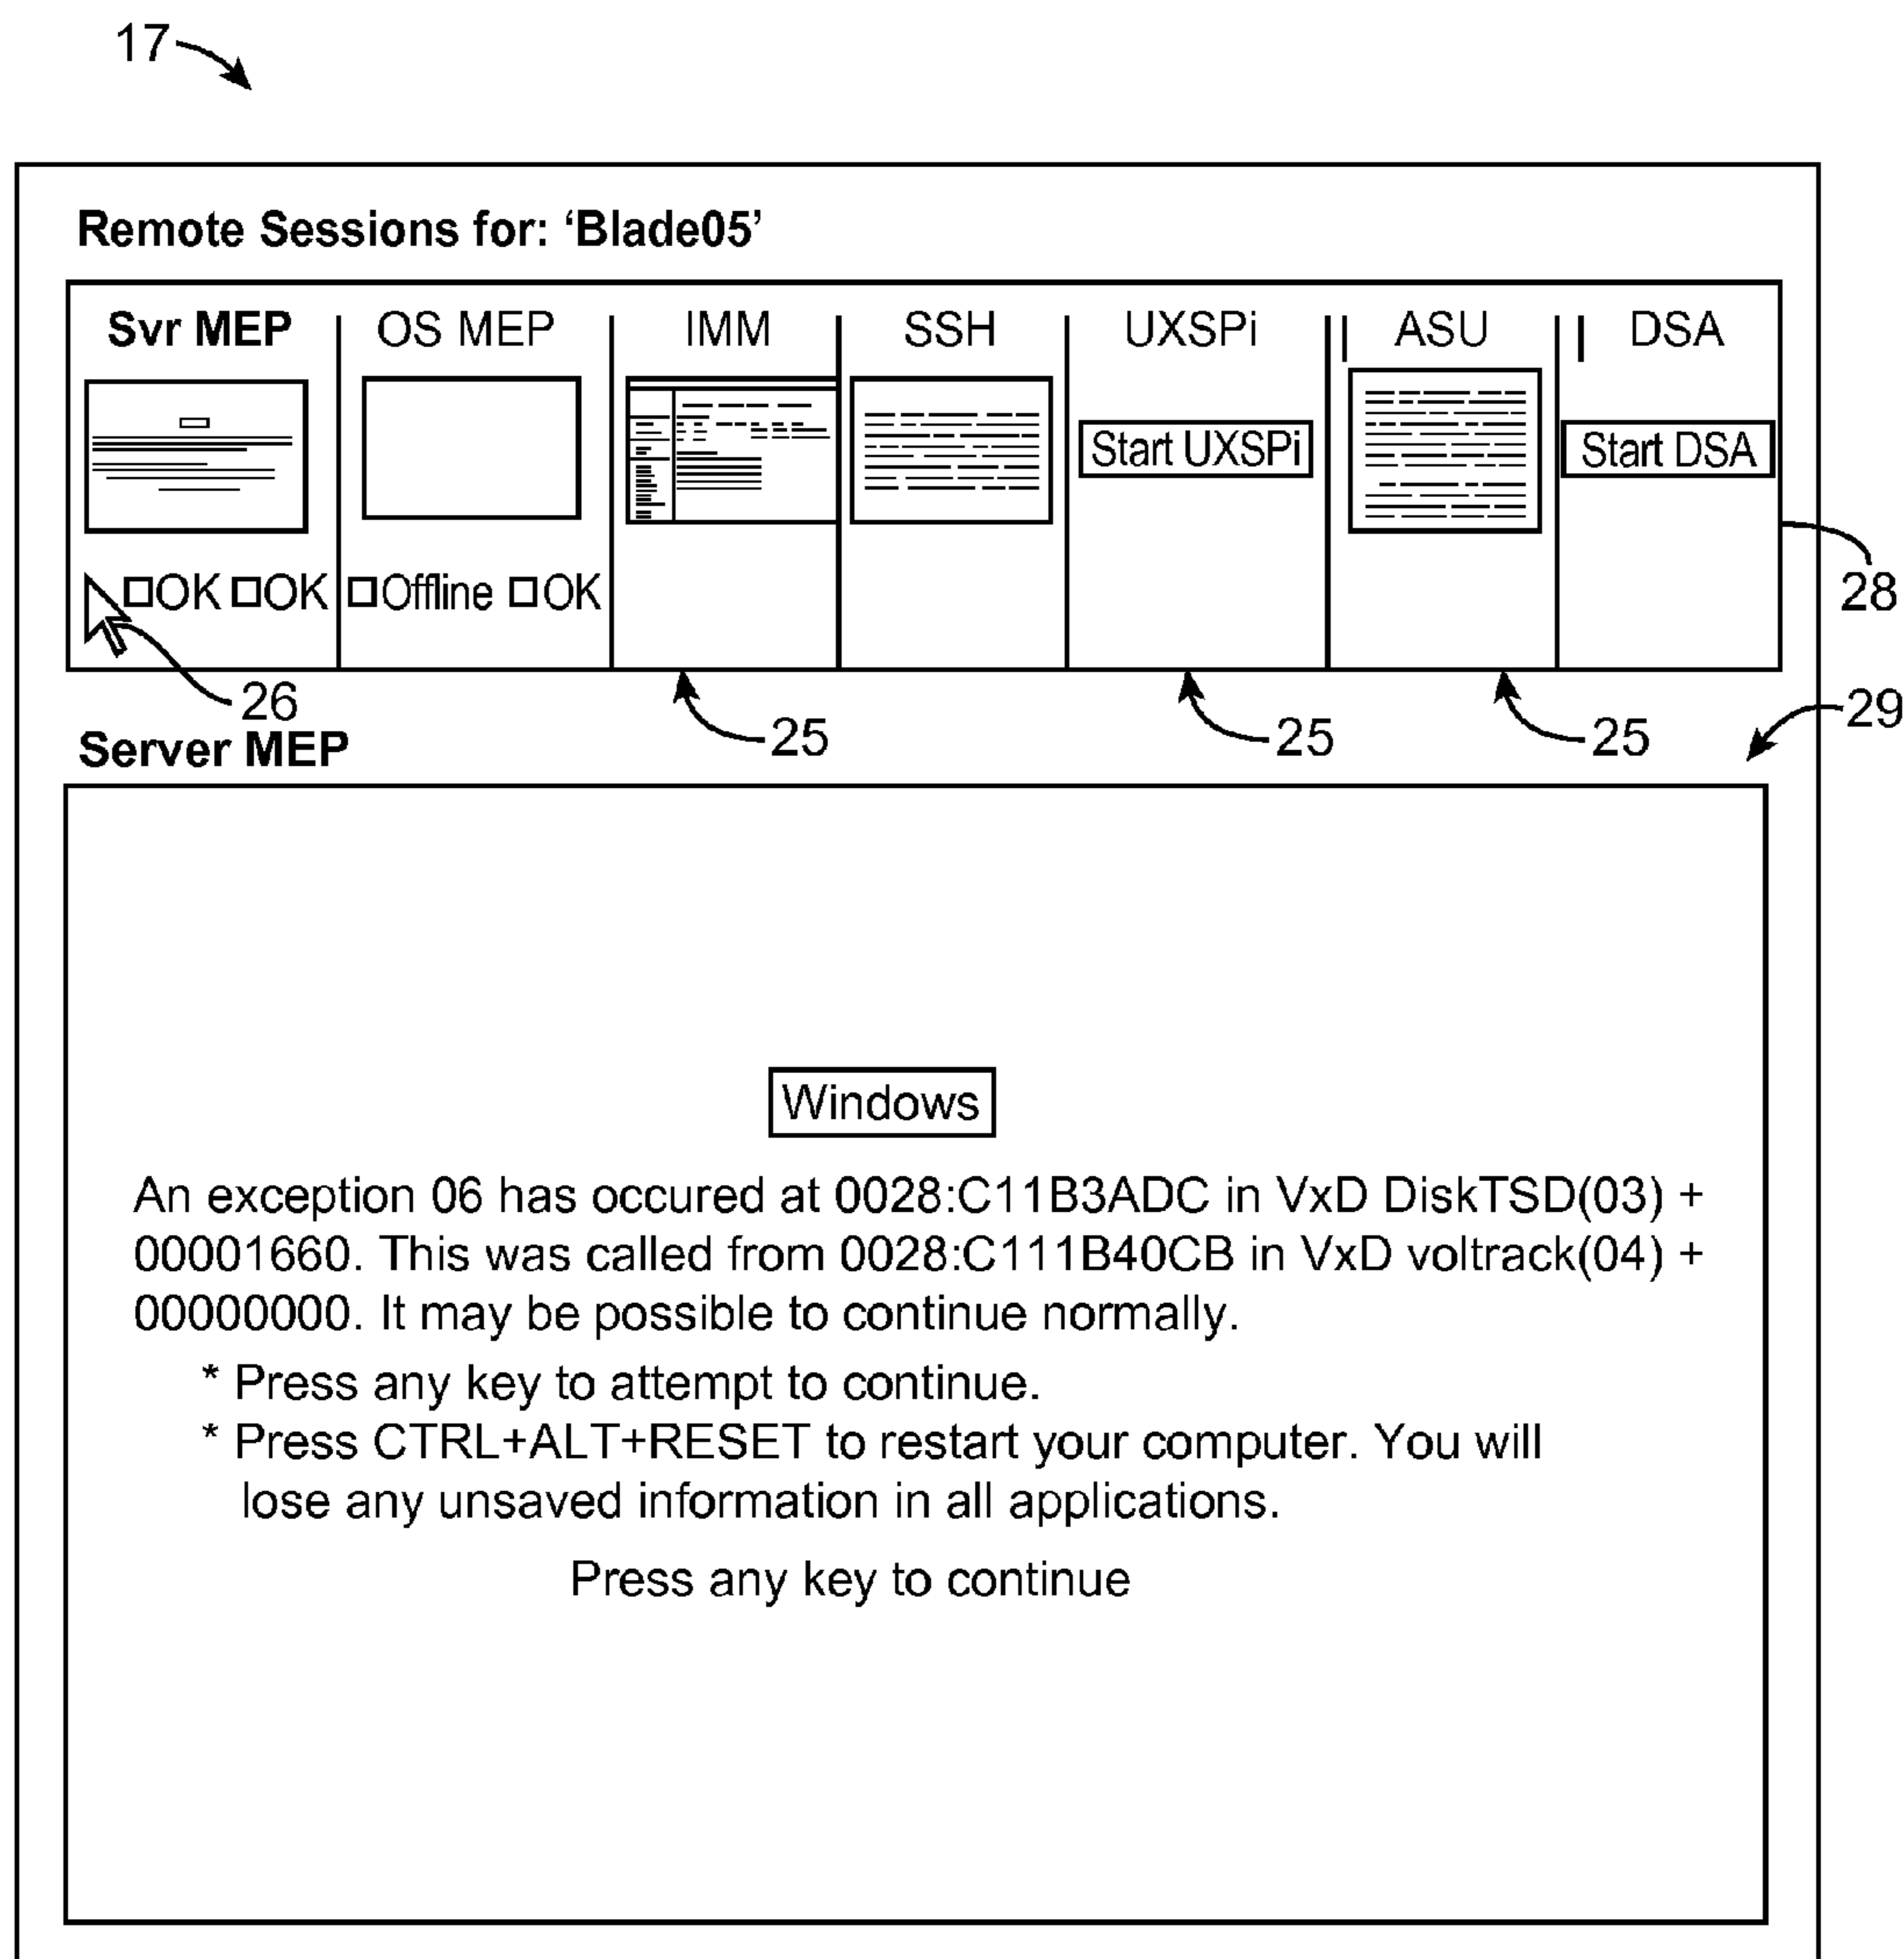 17
Remote Sessions for: ‘Blade05’
Svr MEP OS MEP IMM SSH UXSPi ASU DSA
Start UXSPi Start DSA
OK OK Offline OK
28
26
25 25 25
29
Server MEP
Windows
An exception 06 has occured at 0028:C11B3ADC in VxD DiskTSD(03) +
00001660. This was called from 0028:C111B40CB in VxD voltrack(04) +
00000000. It may be possible to continue normally.
* Press any key to attempt to continue.
* Press CTRL+ALT+RESET to restart your computer. You will
lose any unsaved information in all applications.
Press any key to continue